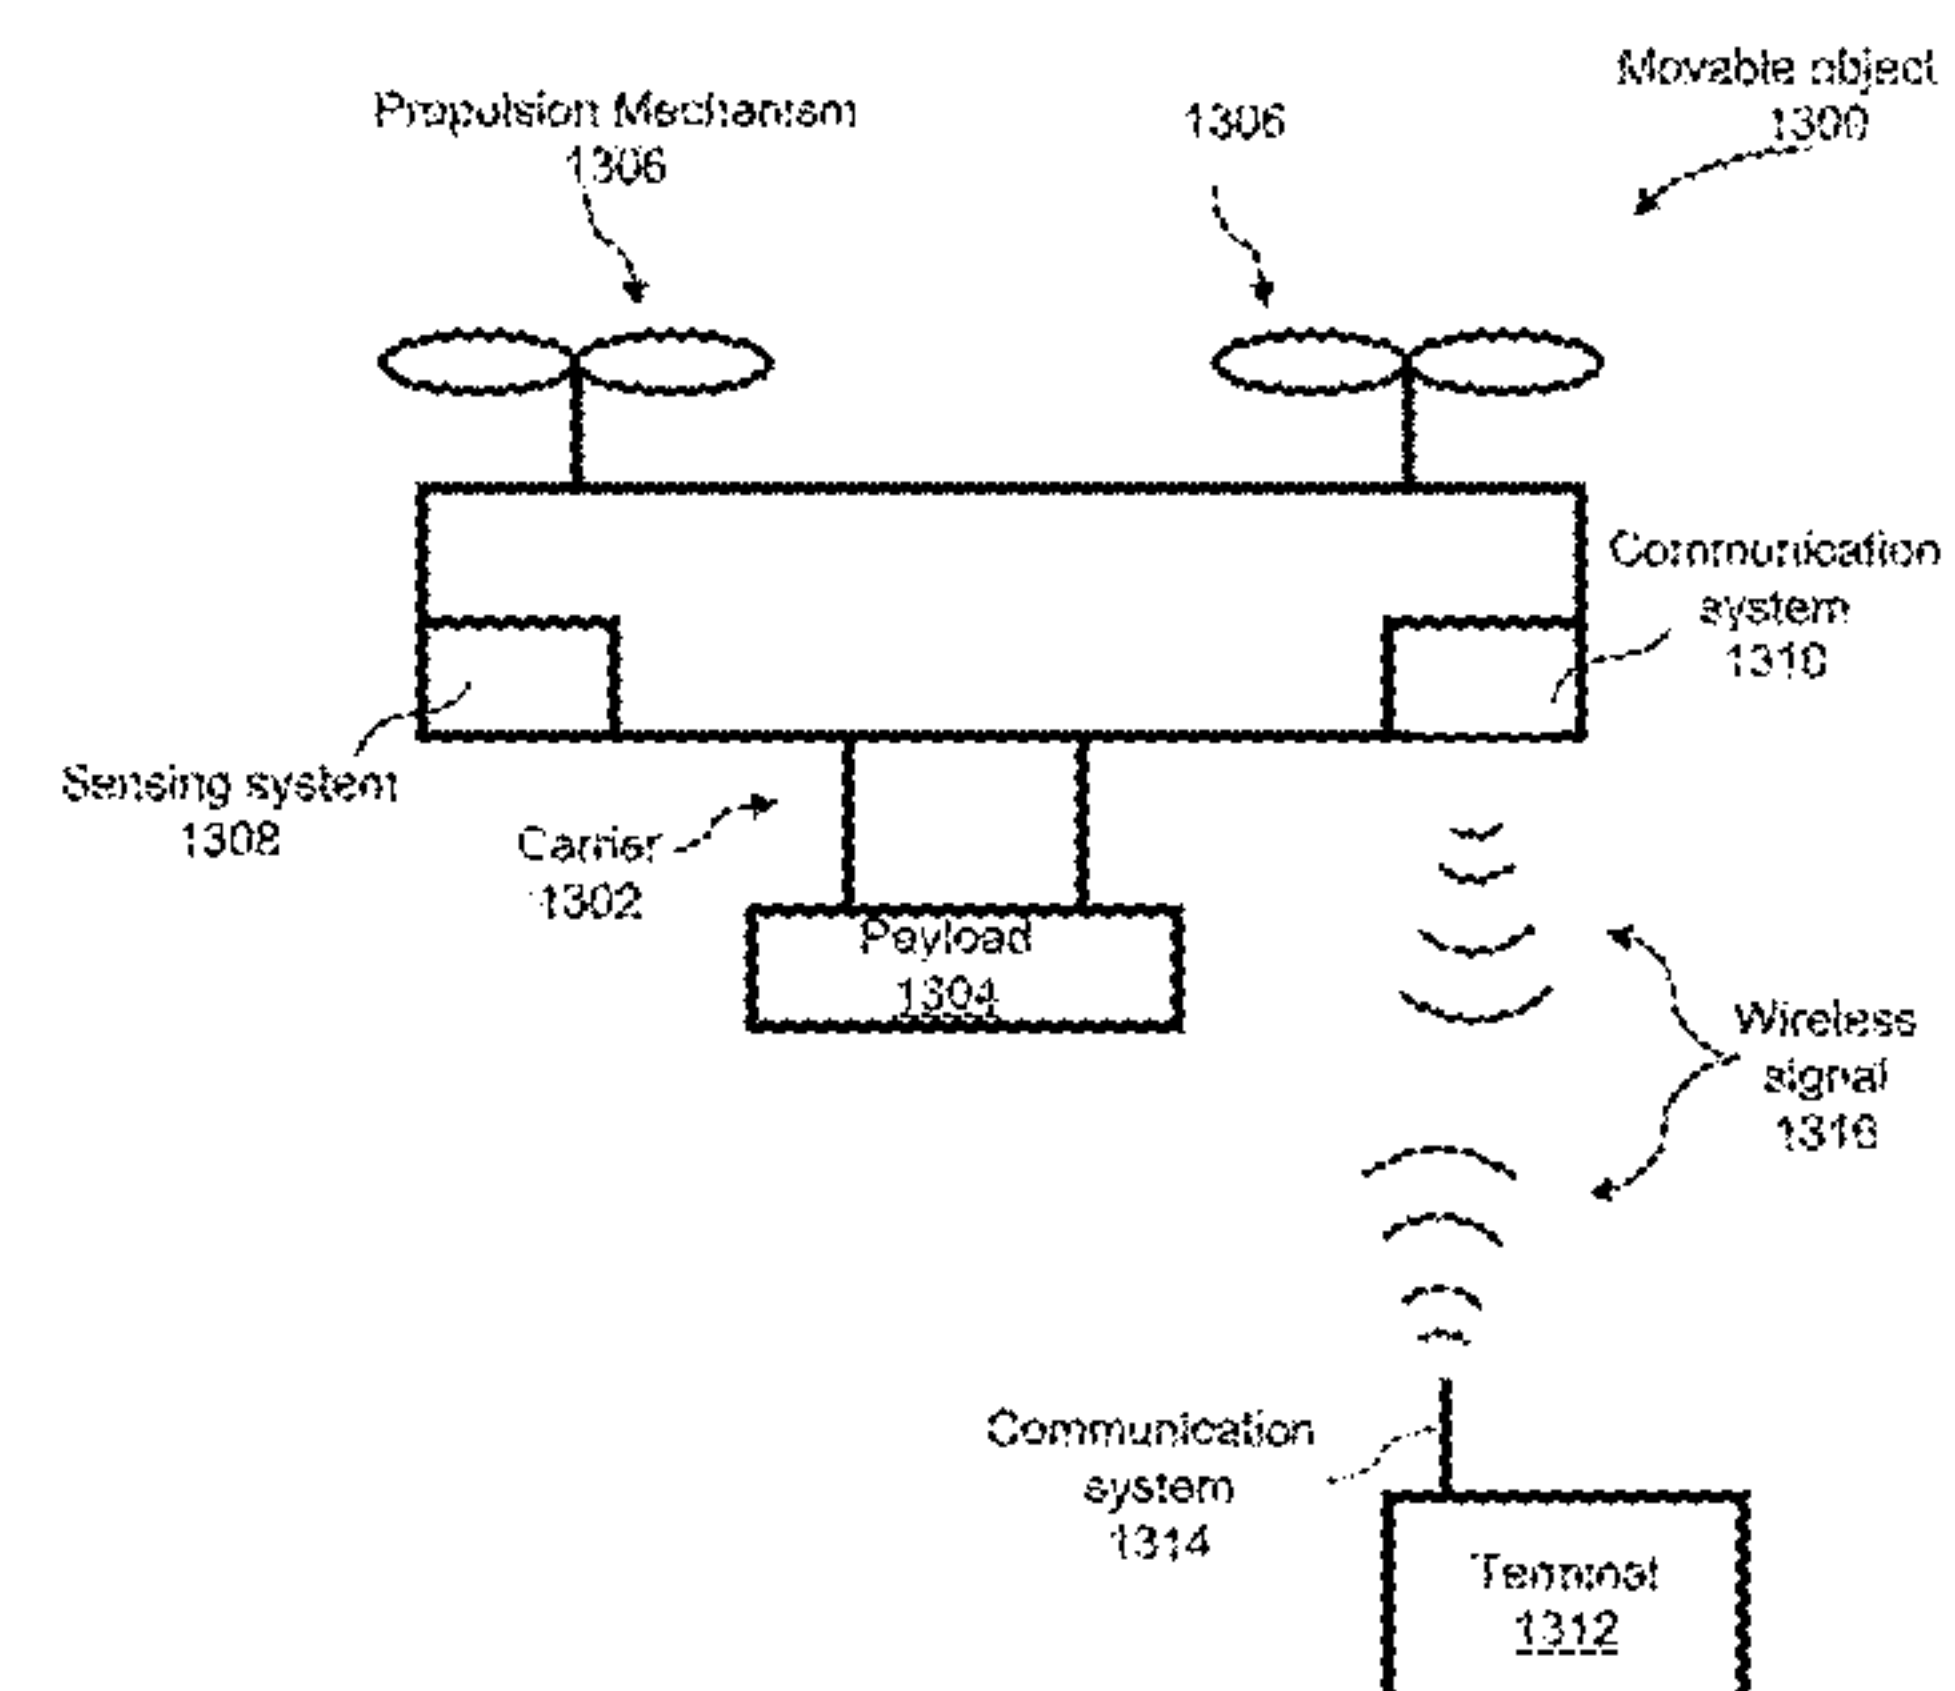 Movable object
1300
Propulsion Mechanism
1306
1306
Communication
system
1310
Sensing system
1308
Carrier
1302
Payload
1304
Wireless
signal
1316
Communication
system
1314
Terminal
1312